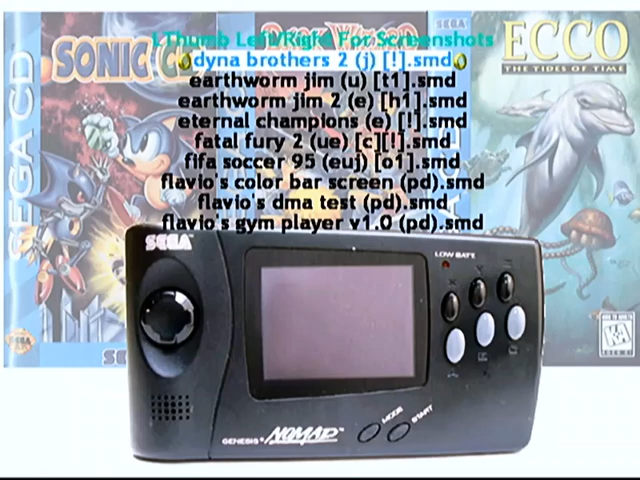 LThumb Left/Right For Screenshots
dyna brothers 2 (j) [!].smd
earthworm jim (u) [t1].smd
earthworm jim 2 (e) [h1].smd
eternal champions (e) [!].smd
fatal fury 2 (ue) [c][!].smd
fifa soccer 95 (euj) [o1].smd
flavio's color bar screen (pd).smd
flavio's dma test (pd).smd
flavio's gym player v1.0 (pd).smd
SEGA CD
SONIC
SEGA
ECCO
THE TIDES OF TIME
KA
SEGA
LOW BATT
MODE
START
GENESIS NOMAD